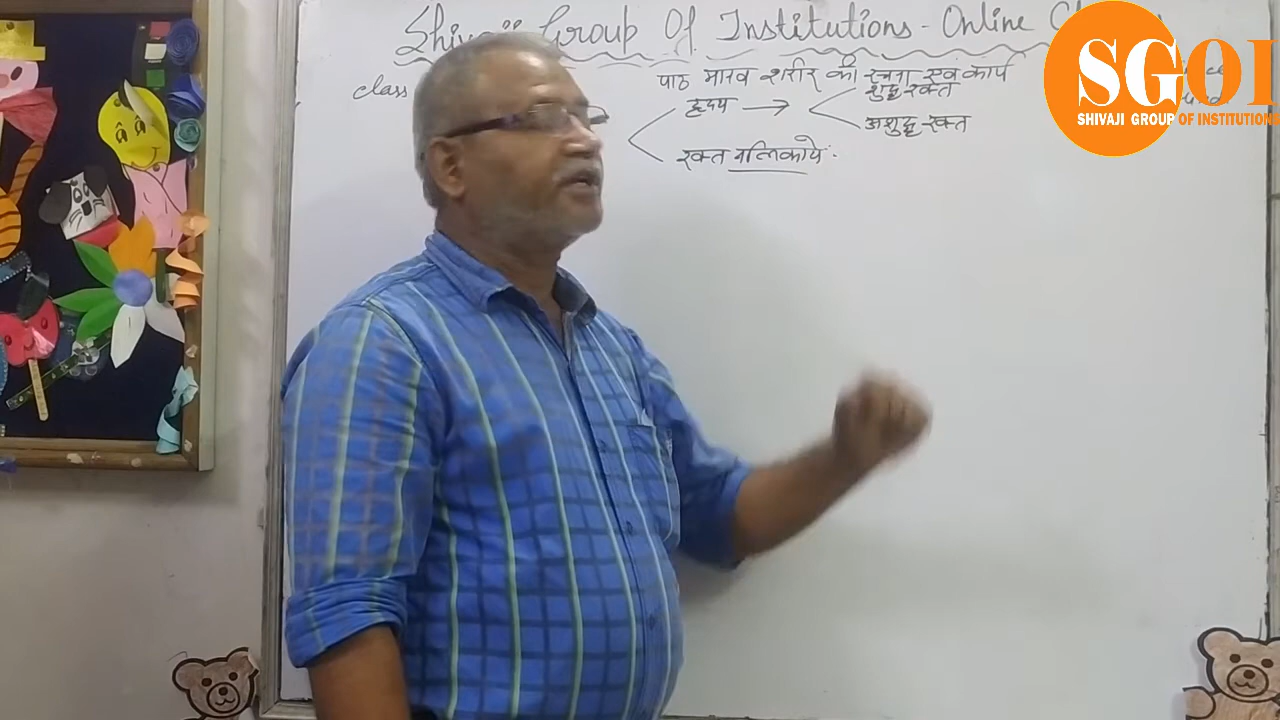 Shivaji Group Of Institutions - Online
SGOI
SHIVAJI GROUP OF INSTITUTIONS
class
पाठ मानव शरीर की रचना एवं कार्य
हृदय → शुद्ध रक्त
अशुद्ध रक्त
रक्त नलिकायें.